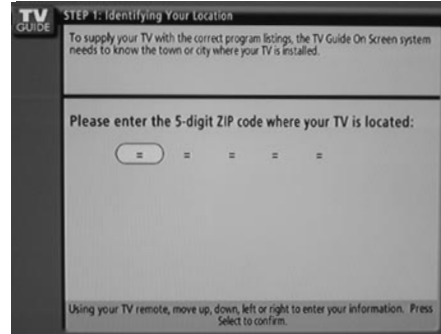 TV
GUIDE
STEP 1: Identifying Your Location
To supply your TV with the correct program listings, the TV Guide On Screen system
needs to know the town or city where your TV is installed.
Please enter the 5-digit ZIP code where your TV is located:
= = = = =
Using your TV remote, move up, down, left or right to enter your information. Press
Select to confirm.